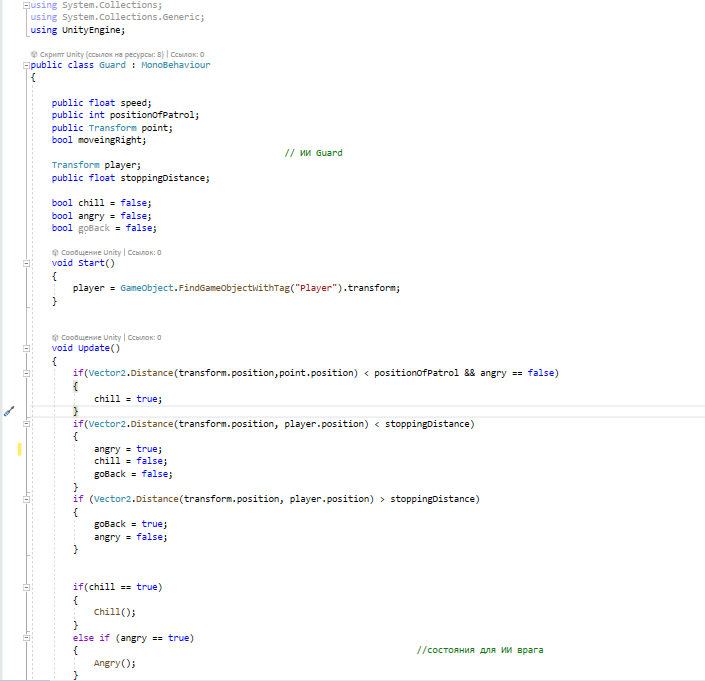 using System.Collections;
using System.Collections.Generic;
using UnityEngine;
Скрипт Unity (ссылок на ресурсы: 8) | Ссылок: 0
public class Guard : MonoBehaviour
{
public float speed;
public int positionOfPatrol;
public Transform point;
bool moveingRight;
// ИИ Guard
Transform player;
public float stoppingDistance;
bool chill = false;
bool angry = false;
bool goBack = false;
Сообщение Unity | Ссылок: 0
void Start()
{
player = GameObject.FindGameObjectWithTag("Player").transform;
}
Сообщение Unity | Ссылок: 0
void Update()
{
if(Vector2.Distance(transform.position,point.position) < positionOfPatrol && angry == false)
{
chill = true;
}
if(Vector2.Distance(transform.position, player.position) < stoppingDistance)
{
angry = true;
chill = false;
goBack = false;
}
if (Vector2.Distance(transform.position, player.position) > stoppingDistance)
{
goBack = true;
angry = false;
}
if(chill == true)
{
Chill();
}
else if (angry == true)
{ //состояния для ИИ врага
Angry();
}